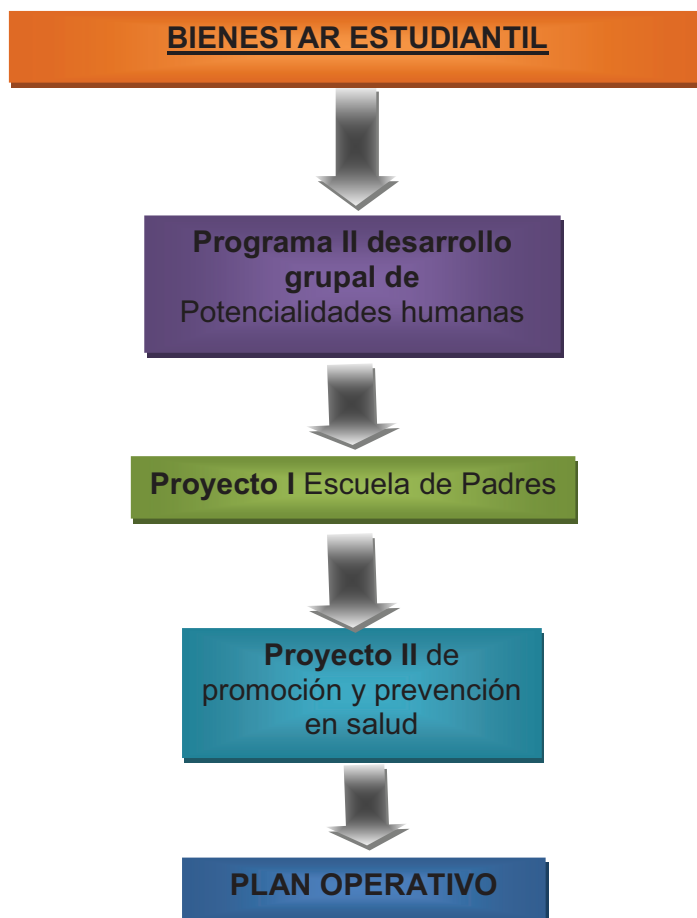 BIENESTAR ESTUDIANTIL
Programa II desarrollo
grupal de
Potencialidades humanas
Proyecto I Escuela de Padres
Proyecto II de
promoción y prevención
en salud
PLAN OPERATIVO